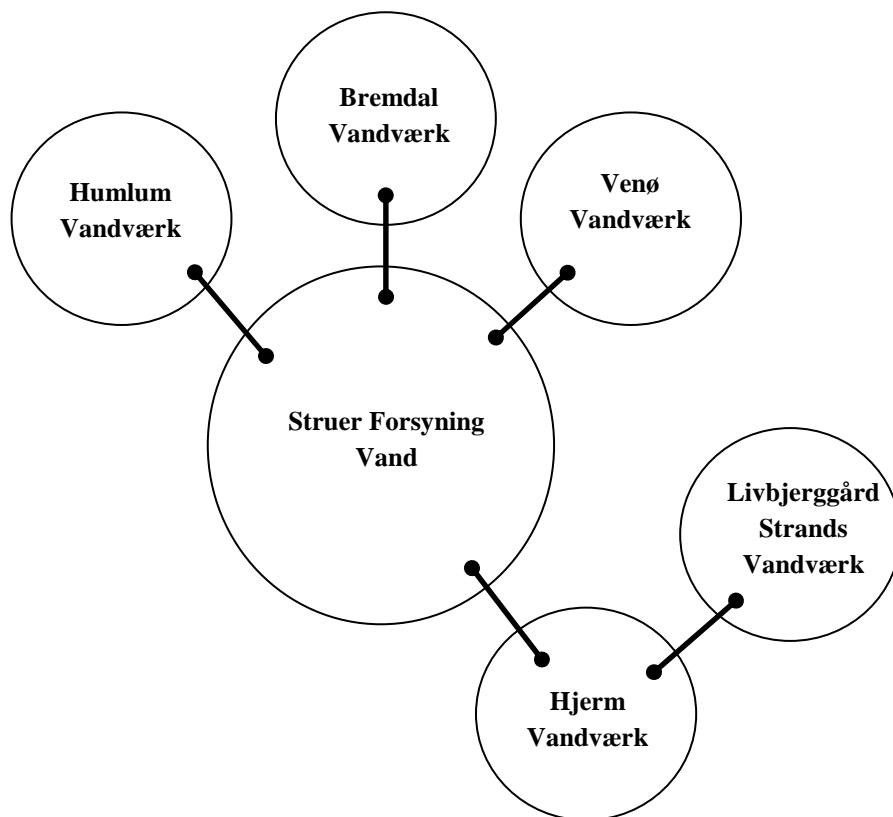 Bremdal
Vandværk
Humlum
Vandværk
Venø
Vandværk
Struer Forsyning
Vand
Livbjerggård
Strands
Vandværk
Hjerm
Vandværk